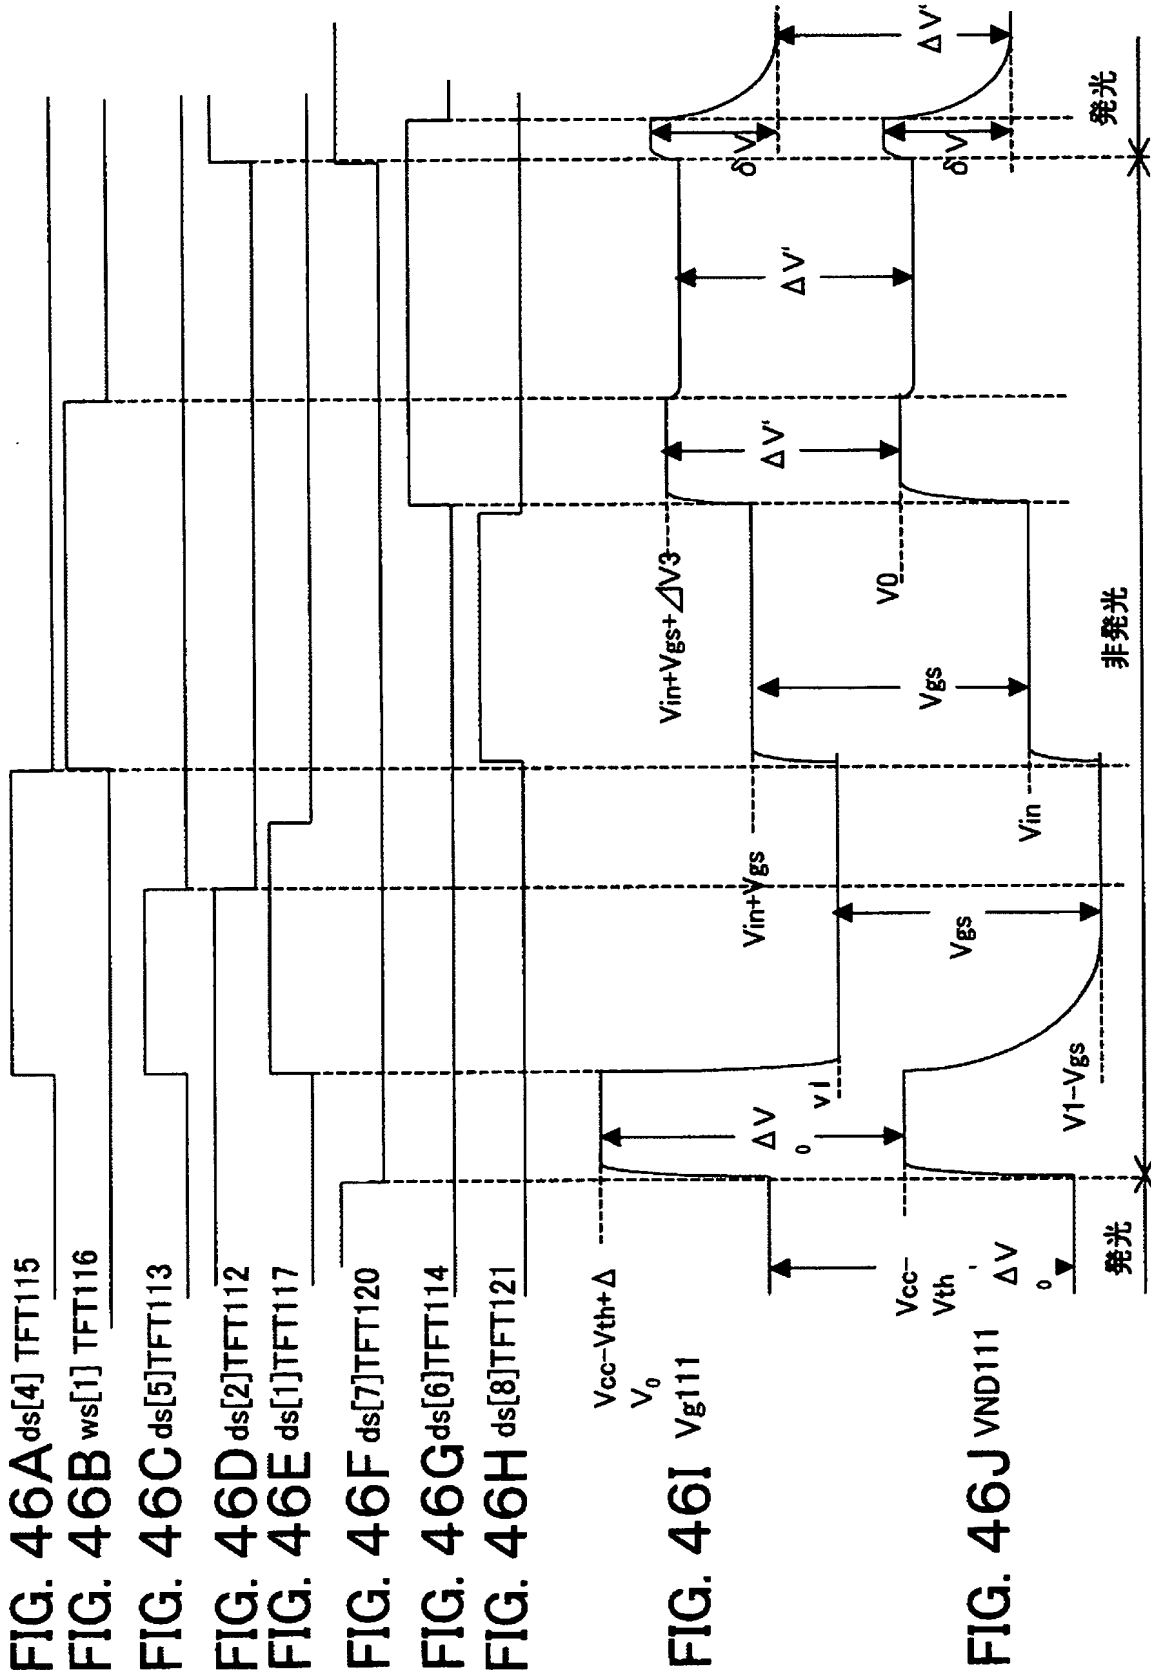 FIG. 46A ds[4] TFT115
FIG. 46B ws[1] TFT116
FIG. 46C ds[5]TFT113
FIG. 46D ds[2]TFT112
FIG. 46E ds[1]TFT117
FIG. 46F ds[7]TFT120
FIG. 46G ds[6]TFT114
FIG. 46H ds[8]TFT121
Vcc-Vth+Δ
V₀
FIG. 46I Vg111
ΔV
₀
v1
Vin+Vgs
Vin+Vgs+⊿V3
ΔV'
ΔV'
δV
ΔV'
Vcc-
Vth
FIG. 46J VND111
ΔV
₀
V1-Vgs
Vgs
Vin
Vgs
V0
δV
発光
非発光
発光